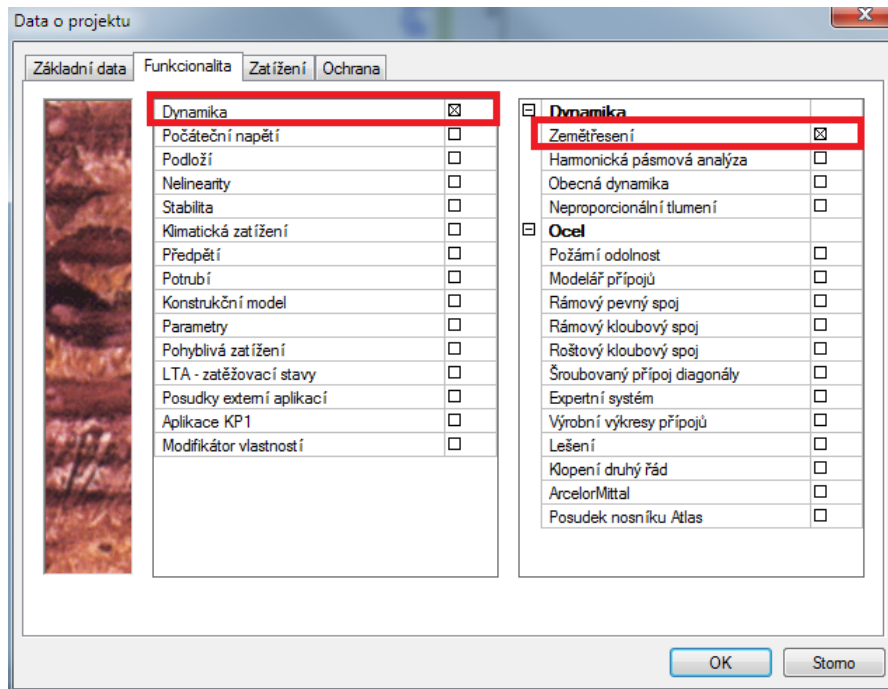 Data o projektu
Základní data Funkcionalita Zatížení Ochrana
Dynamika
Počáteční napětí
Podloží
Nelinearity
Stabilita
Klimatická zatížení
Předpětí
Potrubí
Konstrukční model
Parametry
Pohyblivá zatížení
LTA - zatěžovací stavy
Posudky externí aplikací
Aplikace KP1
Modifikátor vlastností
Dynamika
Zemětřesení
Harmonická pásmová analýza
Obecná dynamika
Neproporcionální tlumení
Ocel
Požární odolnost
Modelář přípojů
Rámový pevný spoj
Rámový kloubový spoj
Roštový kloubový spoj
Šroubovaný přípoj diagonály
Expertní systém
Výrobní výkresy přípojů
Lešení
Klopení druhý řád
ArcelorMittal
Posudek nosníku Atlas
OK Storno